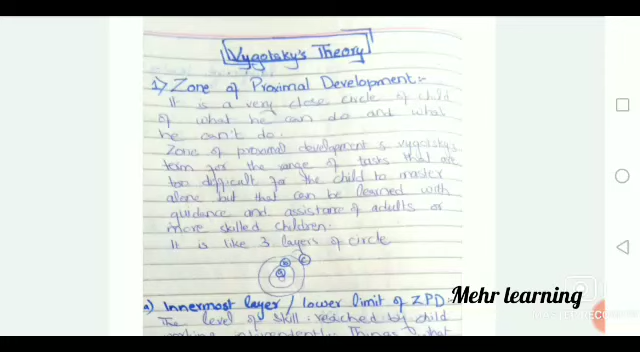 Vygotsky's Theory
1) Zone of Proximal Development:-
It is a very close circle of child
of what he can do and what
he can't do.
Zone of proximal development is vygotsky's
term for the range of tasks that are
too difficult for the child to master
alone but that can be learned with
guidance and assistance of adults or
more skilled children.
It is like 3 layers of circle
a) Innermost layer / lower limit of ZPD:
Mehr learning
The level of skill reached by child
working independently. Things that